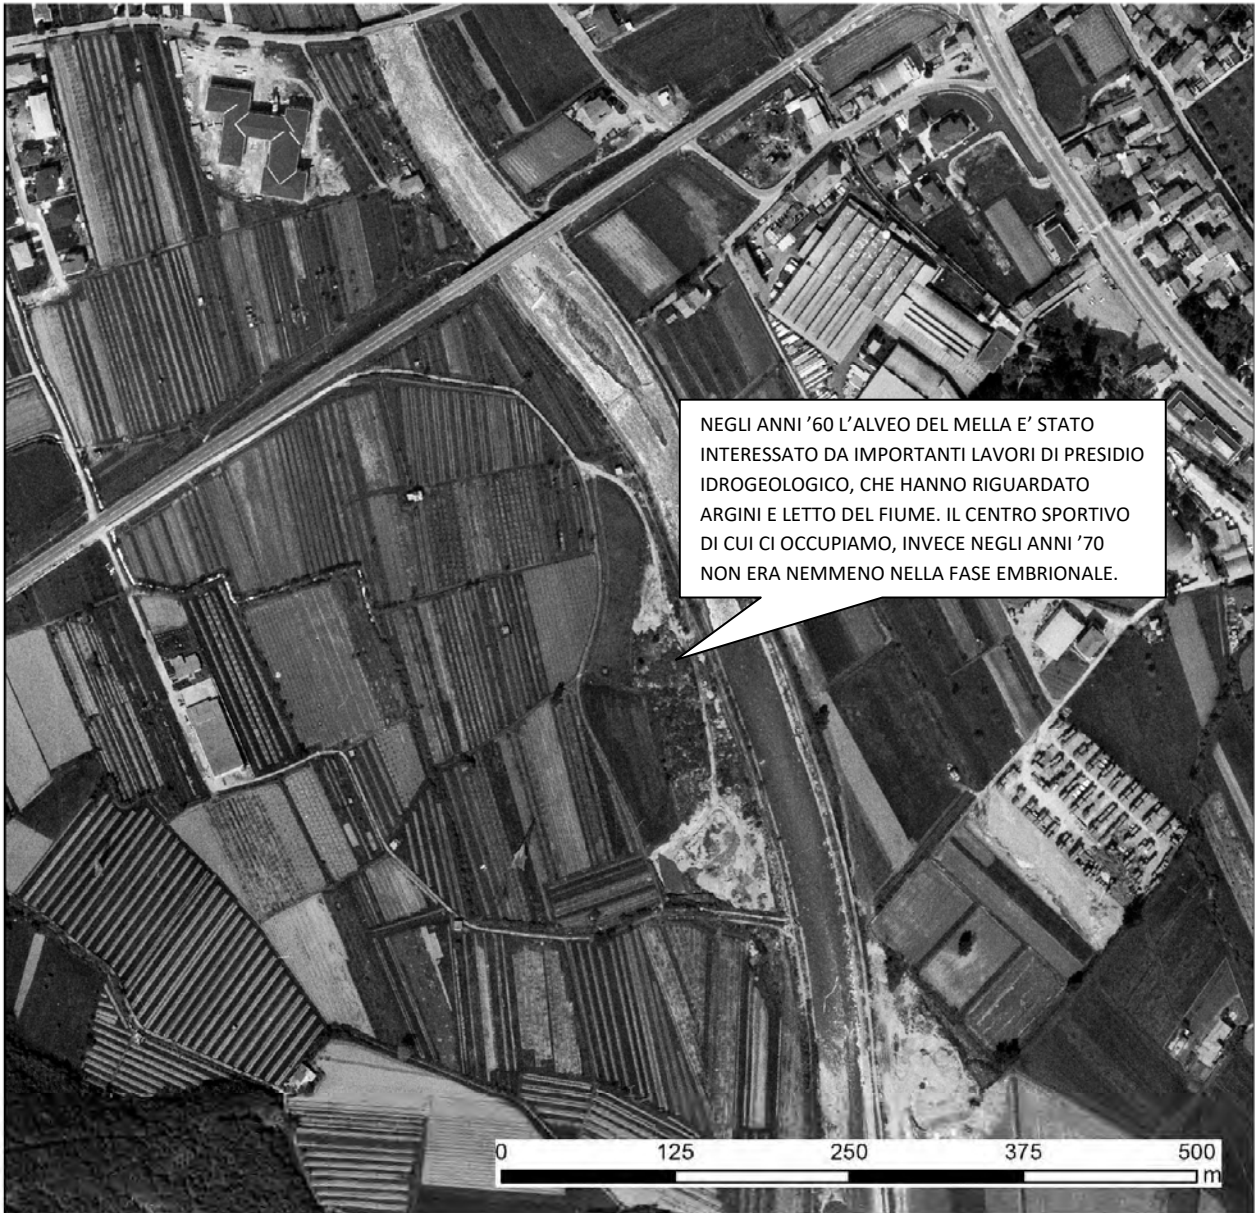 NEGLI ANNI ’60 L’ALVEO DEL MELLA E’ STATO
INTERESSATO DA IMPORTANTI LAVORI DI PRESIDIO
IDROGEOLOGICO, CHE HANNO RIGUARDATO
ARGINI E LETTO DEL FIUME. IL CENTRO SPORTIVO
DI CUI CI OCCUPIAMO, INVECE NEGLI ANNI ’70
NON ERA NEMMENO NELLA FASE EMBRIONALE.
0 125 250 375 500
m